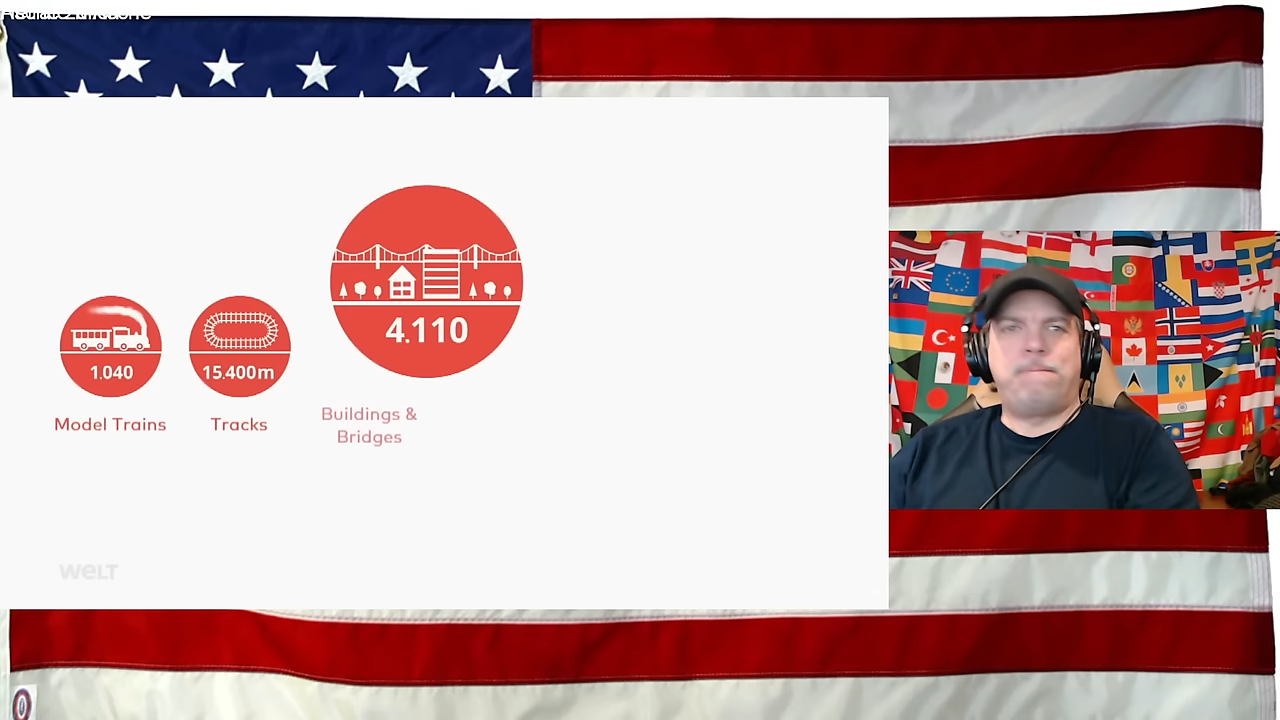 4.110
1.040
15.400m
Model Trains
Tracks
Buildings &
Bridges
WELT